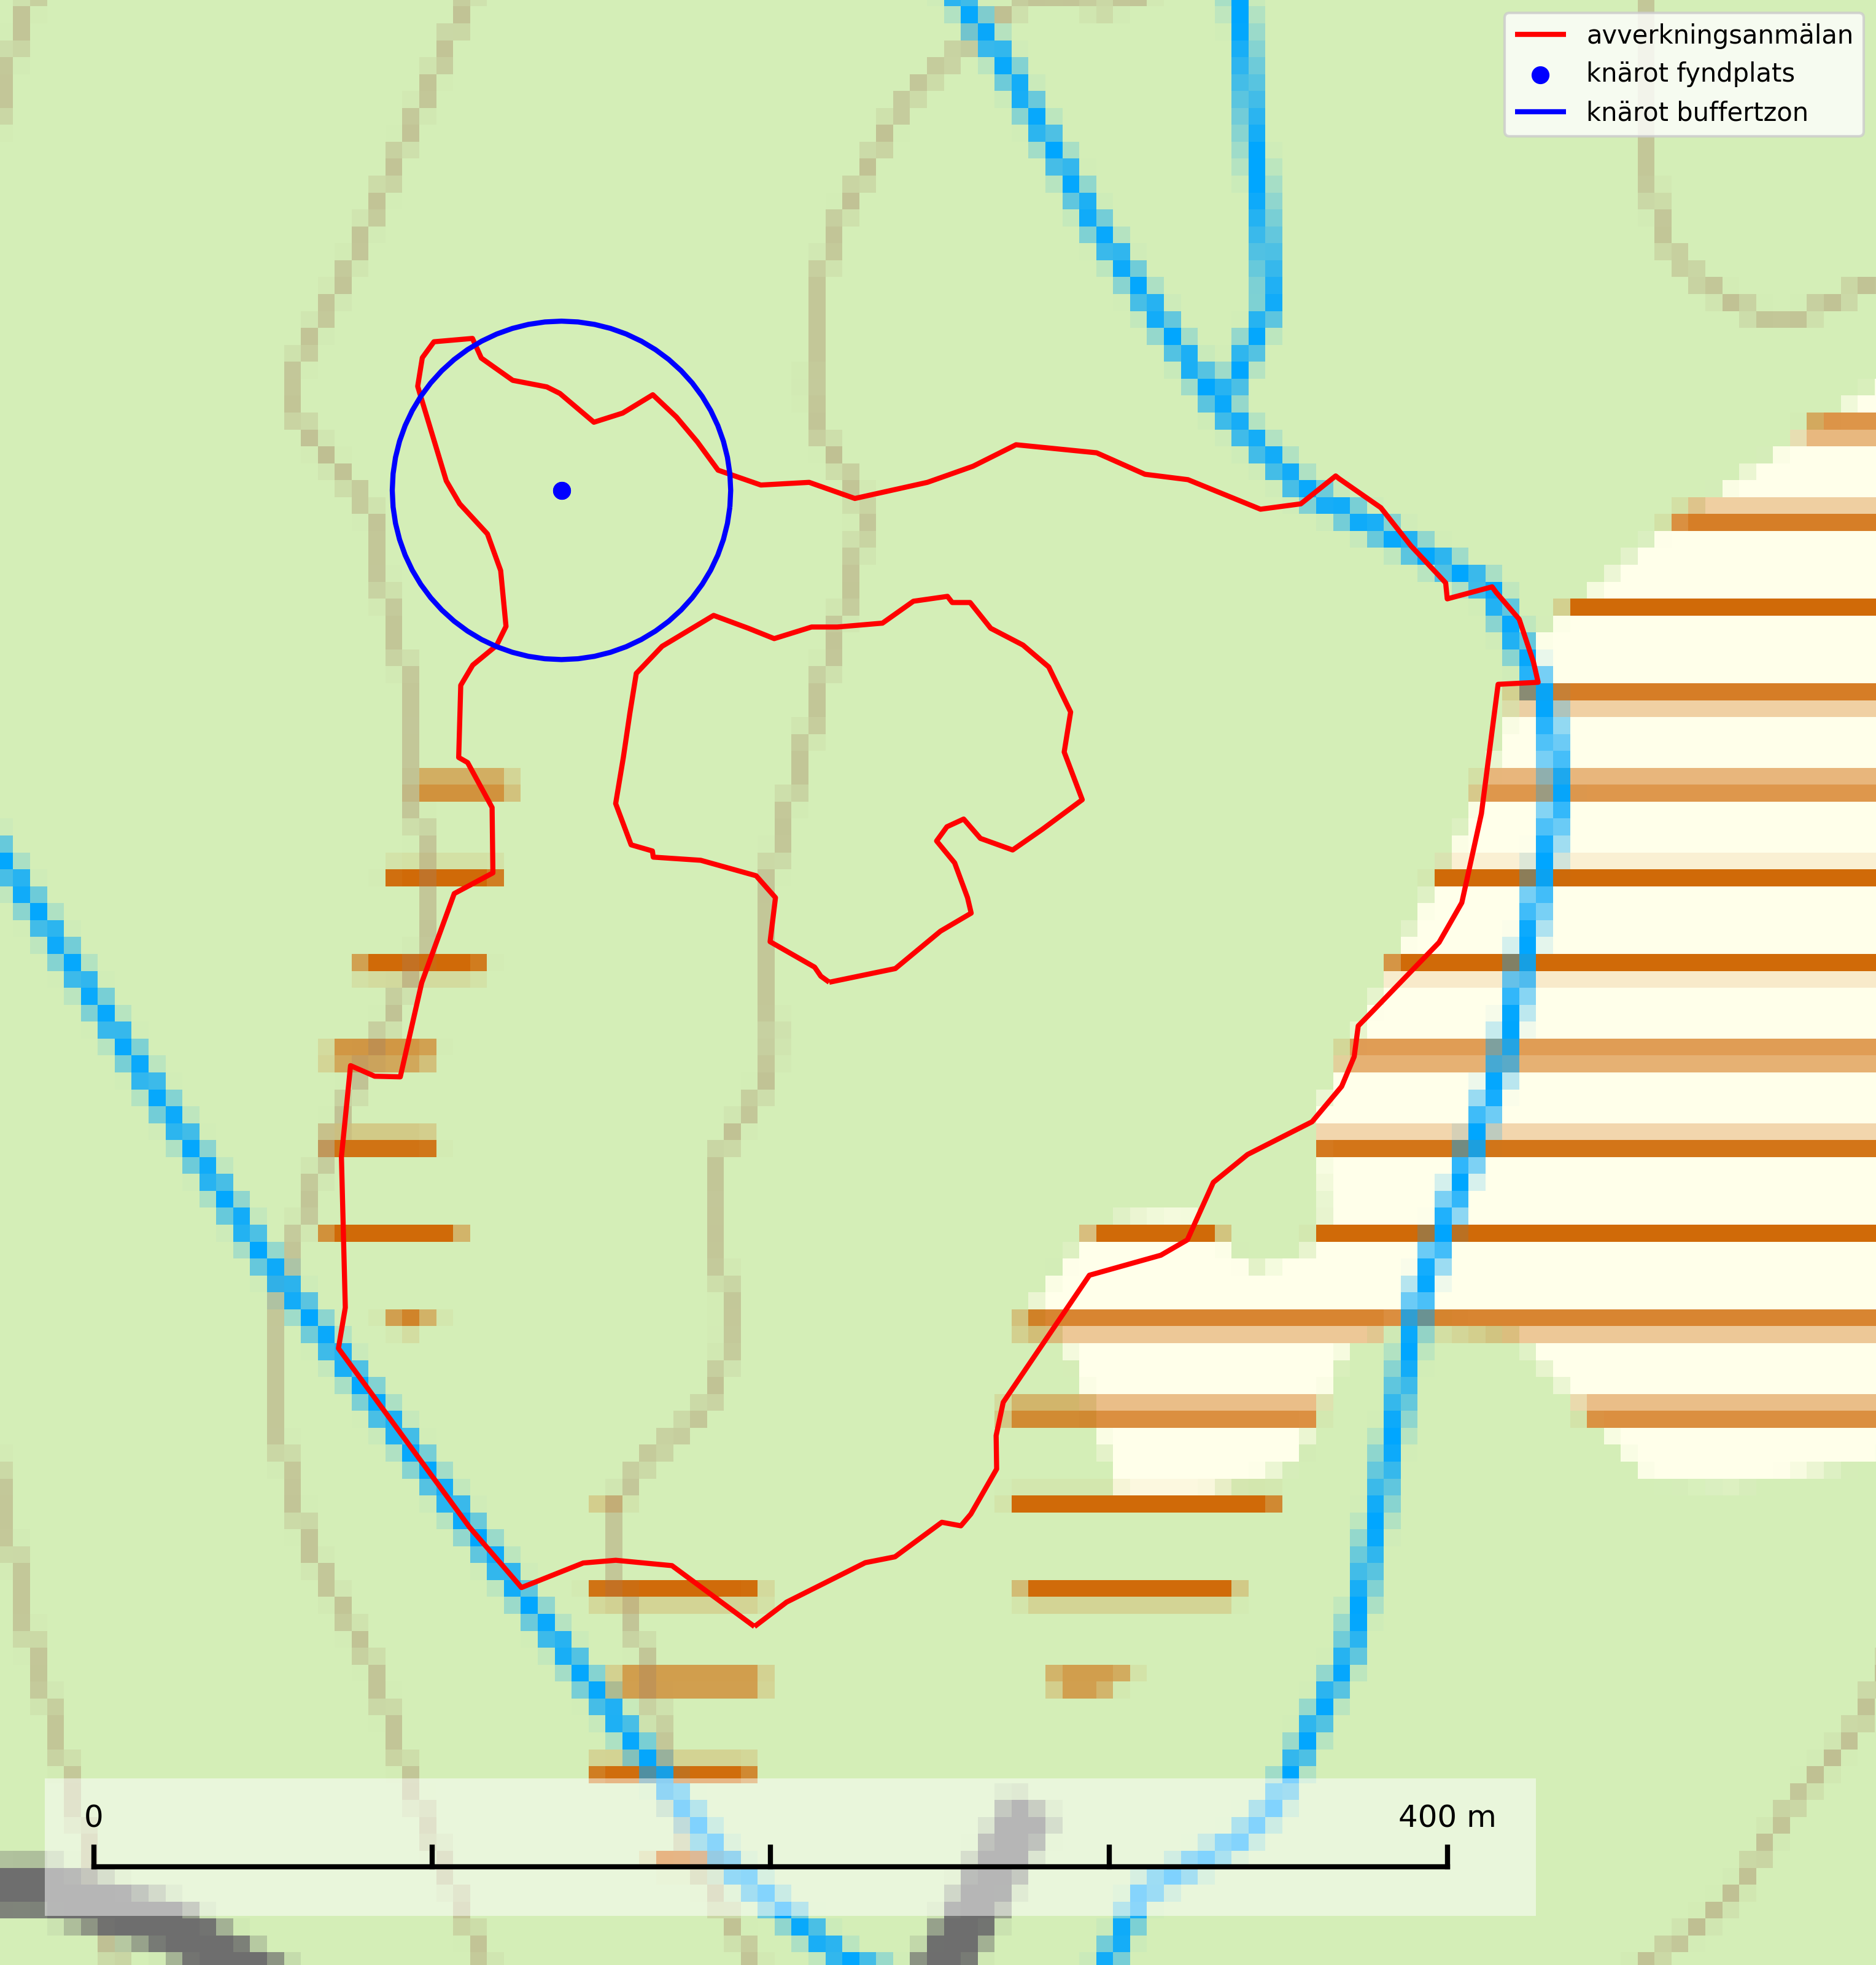 avverkningsanmälan
knärot fyndplats
knärot buffertzon
0 400 m